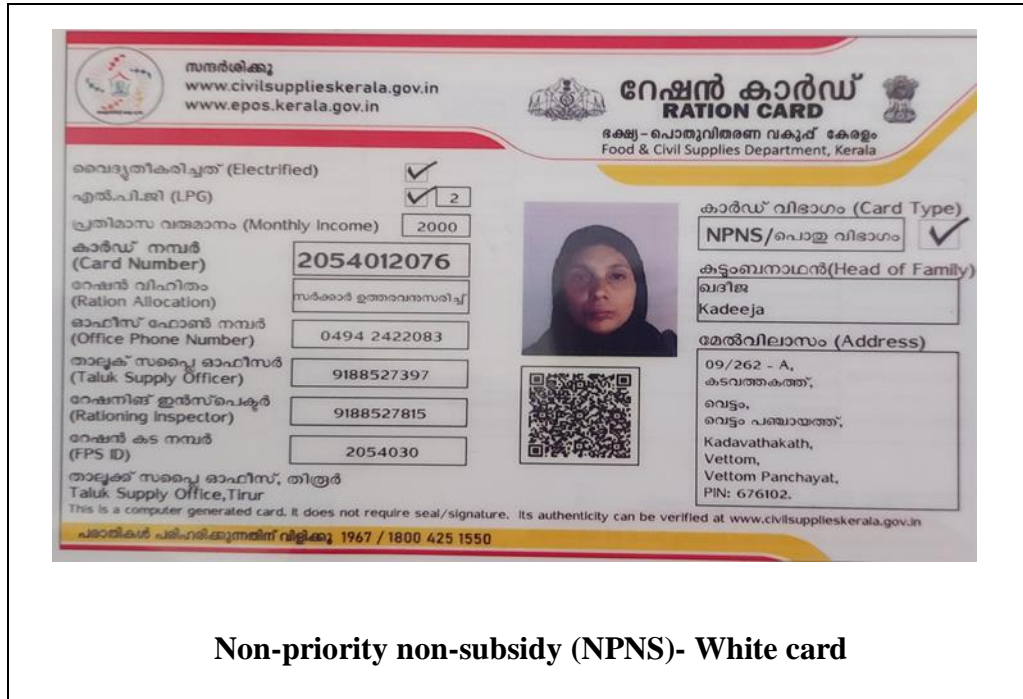 സന്ദർശിക്കൂ
www.civilsupplieskerala.gov.in
www.epos.kerala.gov.in
റേഷൻ കാർഡ്
RATION CARD
ഭക്ഷ്യ-പൊതുവിതരണ വകുപ്പ് കേരളം
Food & Civil Supplies Department, Kerala
വൈദ്യുതീകരിച്ചത് (Electrified)
എൽ.പി.ജി (LPG) 2
പ്രതിമാസ വരുമാനം (Monthly Income) 2000
കാർഡ് നമ്പർ
(Card Number) 2054012076
റേഷൻ വിഹിതം
(Ration Allocation) സർക്കാർ ഉത്തരവനുസരിച്ച്
ഓഫീസ് ഫോൺ നമ്പർ
(Office Phone Number) 0494 2422083
താലൂക് സപ്ലൈ ഓഫീസർ
(Taluk Supply Officer) 9188527397
റേഷനിങ് ഇൻസ്‌പെക്ടർ
(Rationing Inspector) 9188527815
റേഷൻ കട നമ്പർ
(FPS ID) 2054030
താലൂക്ക് സപ്ലൈ ഓഫീസ്, തിരൂർ
Taluk Supply Office,Tirur
കാർഡ് വിഭാഗം (Card Type)
NPNS/പൊതു വിഭാഗം
കുടുംബനാഥൻ(Head of Family)
ഖദീജ
Kadeeja
മേൽവിലാസം (Address)
09/262 - A,
കടവത്തകത്ത്,
വെട്ടം,
വെട്ടം പഞ്ചായത്ത്,
Kadavathakath,
Vettom,
Vettom Panchayat,
PIN: 676102.
This is a computer generated card. It does not require seal/signature. Its authenticity can be verified at www.civilsupplieskerala.gov.in
പരാതികൾ പരിഹരിക്കുന്നതിന് വിളിക്കൂ 1967 / 1800 425 1550
Non-priority non-subsidy (NPNS)- White card